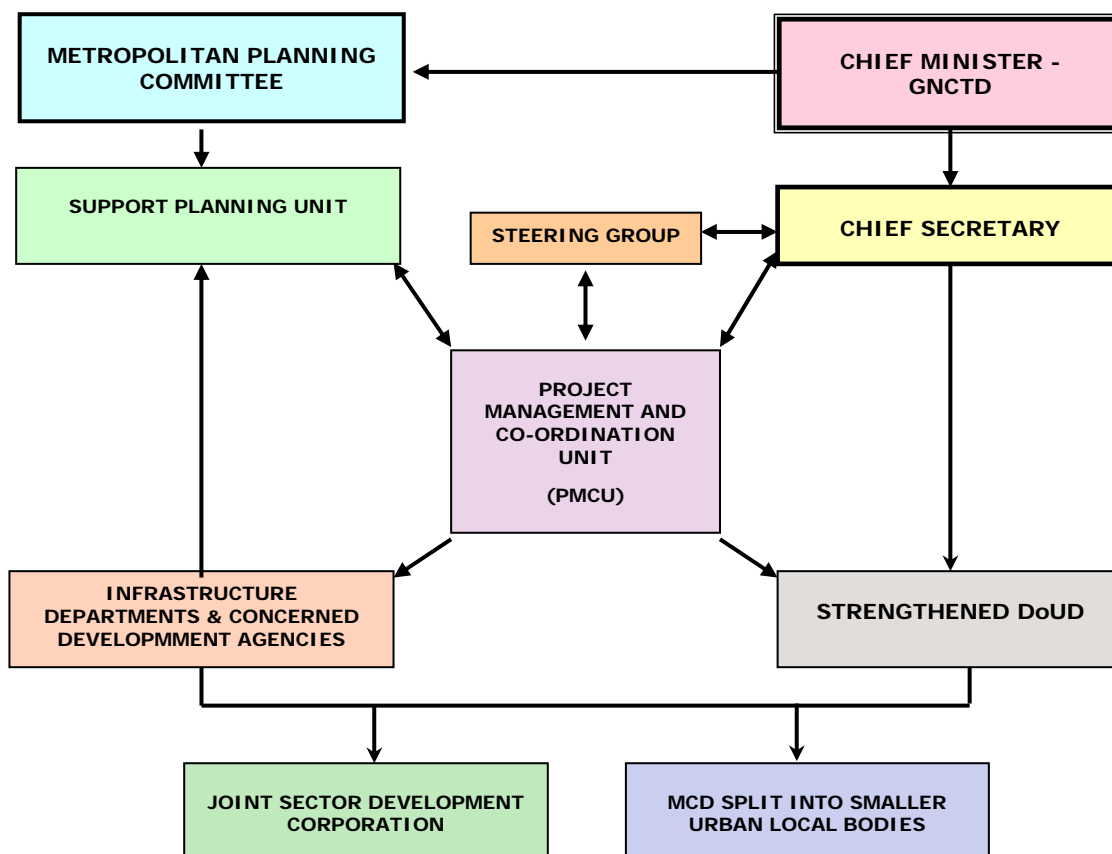 METROPOLITAN PLANNING
COMMITTEE
CHIEF MINISTER -
GNCTD
SUPPORT PLANNING UNIT
STEERING GROUP
CHIEF SECRETARY
PROJECT
MANAGEMENT AND
CO-ORDINATION
UNIT
(PMCU)
INFRASTRUCTURE
DEPARTMENTS & CONCERNED
DEVELOPMMENT AGENCIES
STRENGTHENED DoUD
JOINT SECTOR DEVELOPMENT
CORPORATION
MCD SPLIT INTO SMALLER
URBAN LOCAL BODIES